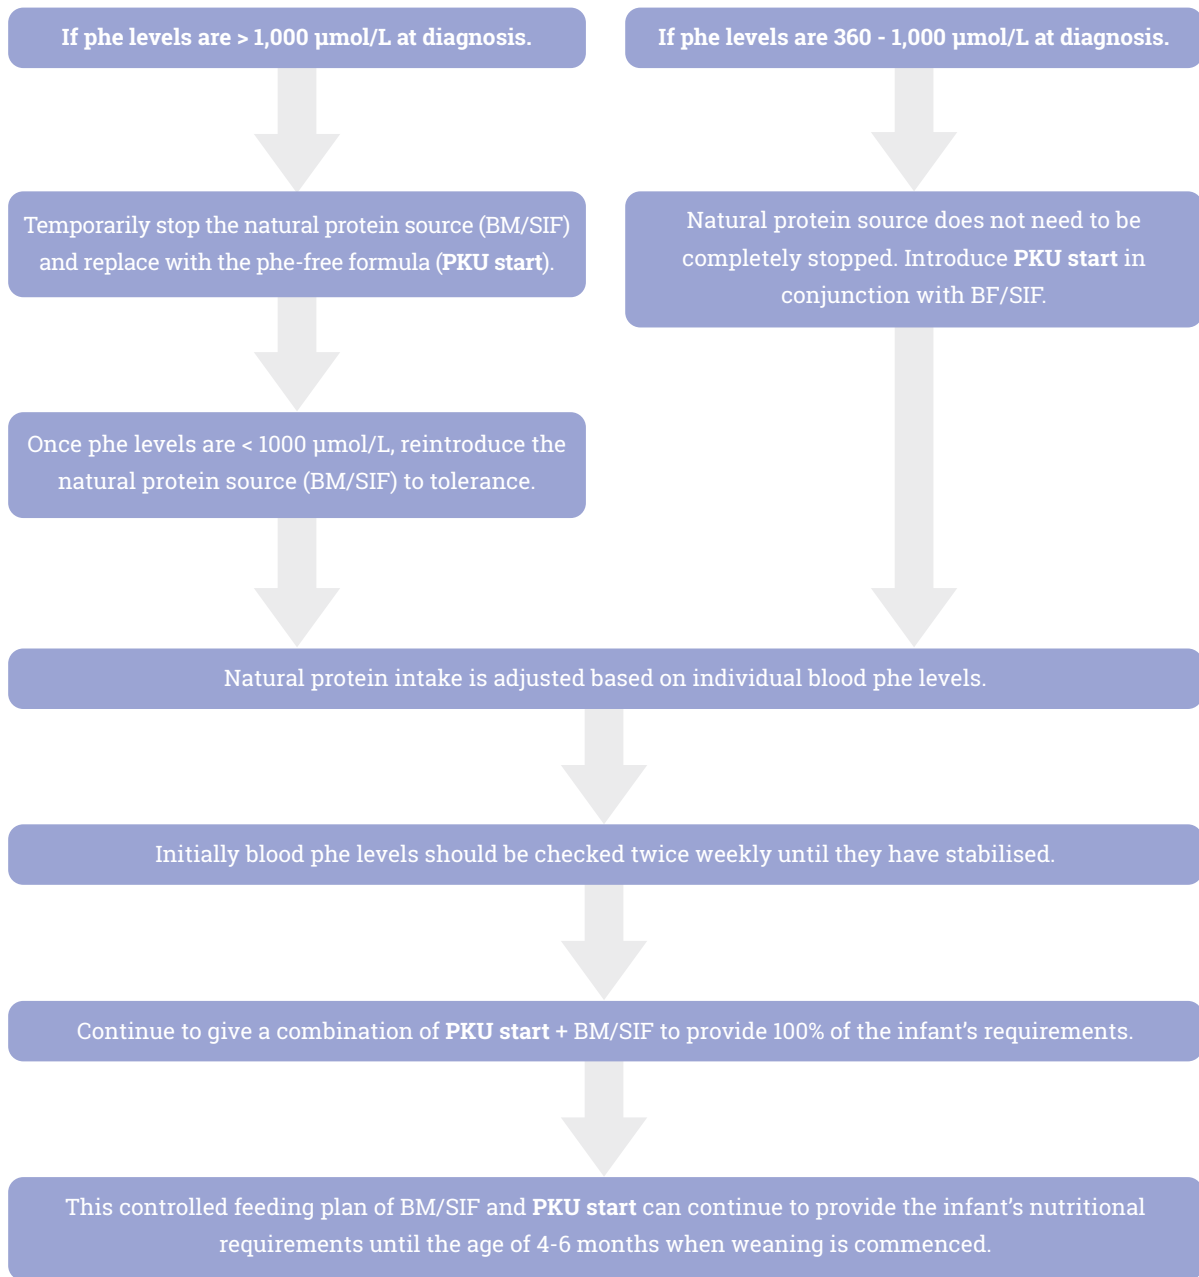 If phe levels are > 1,000 µmol/L at diagnosis.
If phe levels are 360 - 1,000 µmol/L at diagnosis.
Temporarily stop the natural protein source (BM/SIF)
and replace with the phe-free formula (PKU start).
Natural protein source does not need to be
completely stopped. Introduce PKU start in
conjunction with BF/SIF.
Once phe levels are < 1000 µmol/L, reintroduce the
natural protein source (BM/SIF) to tolerance.
Natural protein intake is adjusted based on individual blood phe levels.
Initially blood phe levels should be checked twice weekly until they have stabilised.
Continue to give a combination of PKU start + BM/SIF to provide 100% of the infant’s requirements.
This controlled feeding plan of BM/SIF and PKU start can continue to provide the infant’s nutritional
requirements until the age of 4-6 months when weaning is commenced.